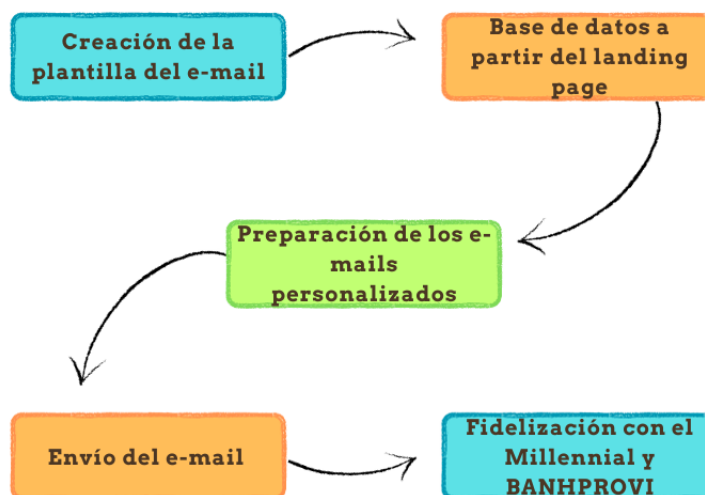 Creación de la
plantilla del e-mail
Base de datos a
partir del landing
page
Preparación de los e-
mails
personalizados
Envío del e-mail
Fidelización con el
Millennial y
BANHPROVI